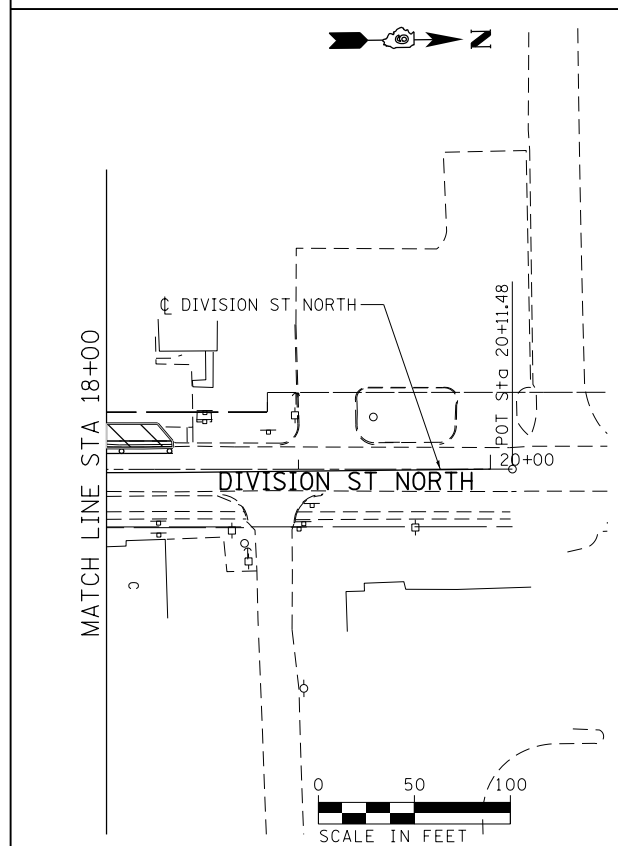 N
℄ DIVISION ST NORTH
MATCH LINE STA 18+00
POT Sta 20+11.48
20+00
DIVISION ST NORTH
C
0 50 100
SCALE IN FEET